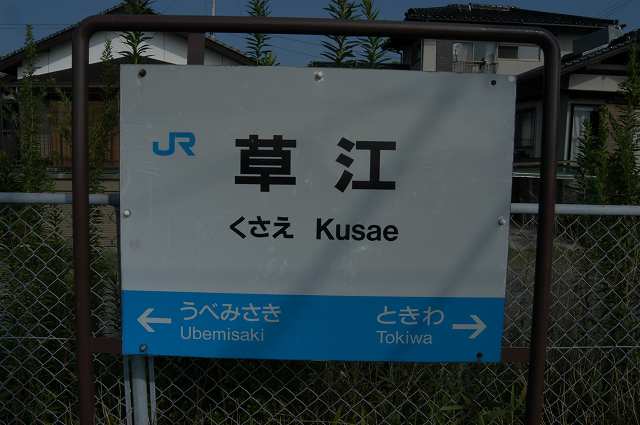 JR 草江
くさえ Kusae
← うべみさき ときわ →
Ubemisaki Tokiwa